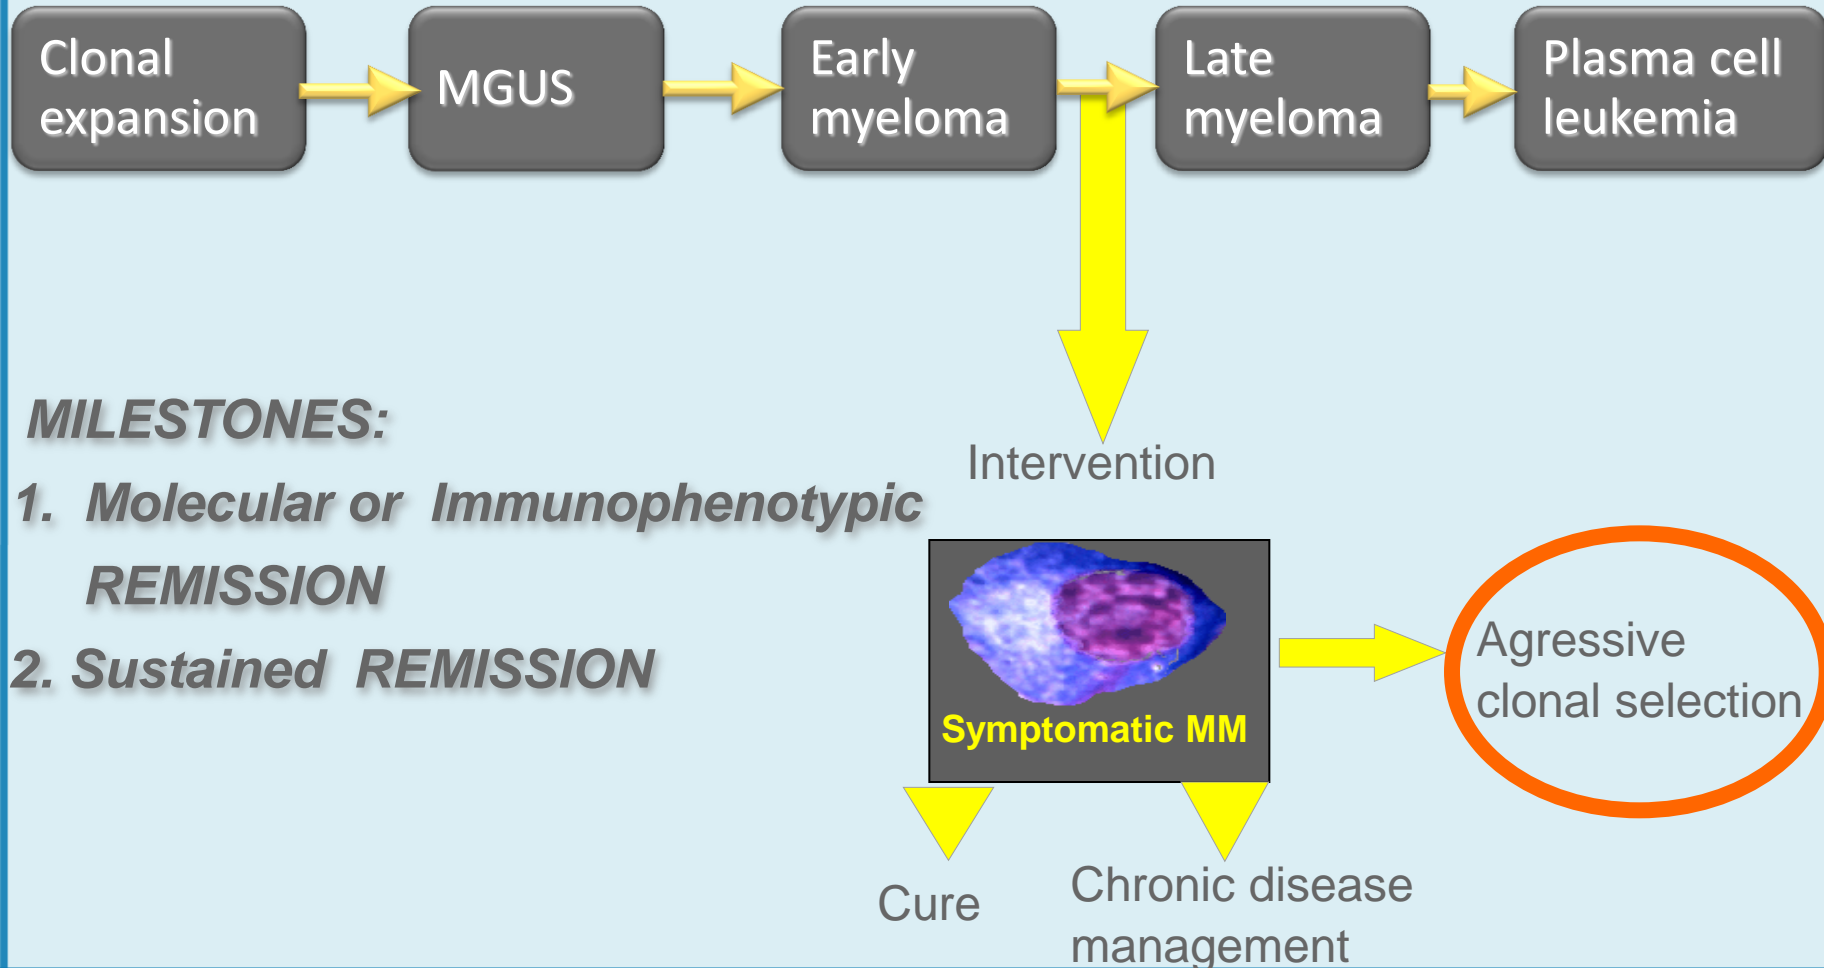 Clonal
expansion
MGUS
Early
myeloma
Late
myeloma
Plasma cell
leukemia
MILESTONES:
1. Molecular or Immunophenotypic
REMISSION
2. Sustained REMISSION
Intervention
Symptomatic MM
Agressive
clonal selection
Cure
Chronic disease
management